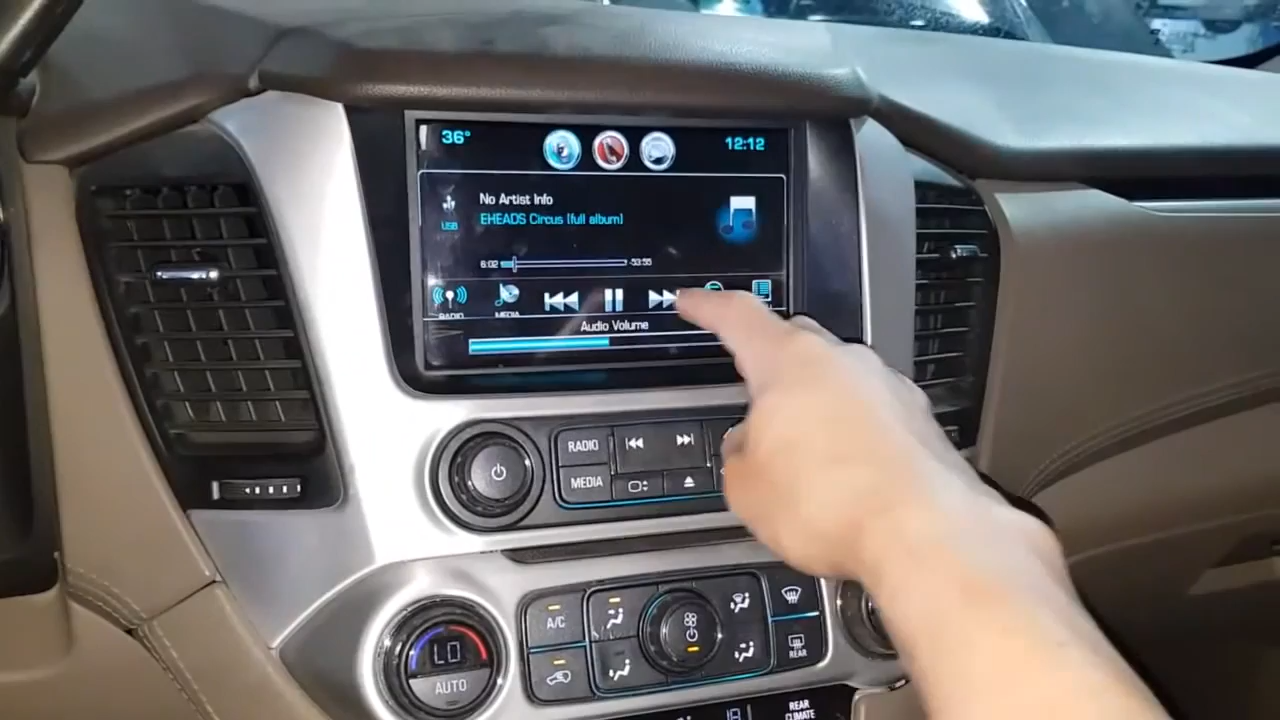 36° 12:12
No Artist Info
EHEADS Circus [full album]
USB
6:02 -53:55
RADIO MEDIA
Audio Volume
RADIO
MEDIA
LO
AUTO
A/C
REAR
REAR
CLIMATE